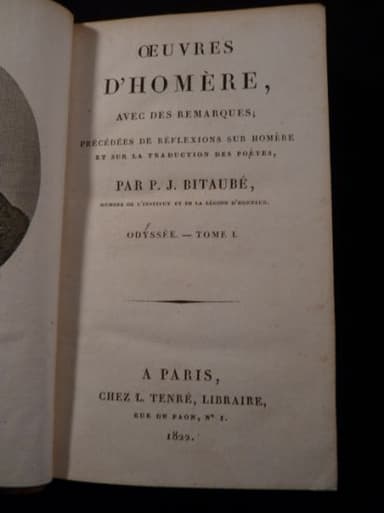 ŒUVRES
D'HOMÈRE,
AVEC DES REMARQUES;
PRÉCÉDÉES DE RÉFLEXIONS SUR HOMÈRE
ET SUR LA TRADUCTION DES POËTES,
PAR P. J. BITAUBÉ,
MEMBRE DE L'INSTITUT ET DE LA LÉGION D'HONNEUR.
ODYSSÉE. — TOME I.
A PARIS,
CHEZ L. TENRÉ, LIBRAIRE,
RUE DU PAON, Nº 1.
1822.